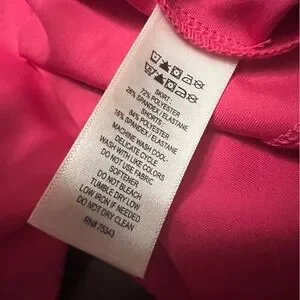 SKIRT:
72% POLYESTER
28% SPANDEX / ELASTANE
SHORTS:
84% POLYESTER
16% SPANDEX / ELASTANE
MACHINE WASH COOL.
DELICATE CYCLE
WASH WITH LIKE COLORS
DO NOT USE FABRIC
SOFTENER
DO NOT BLEACH
TUMBLE DRY LOW
LOW IRON IF NEEDED
DO NOT DRY CLEAN
RN# 75343